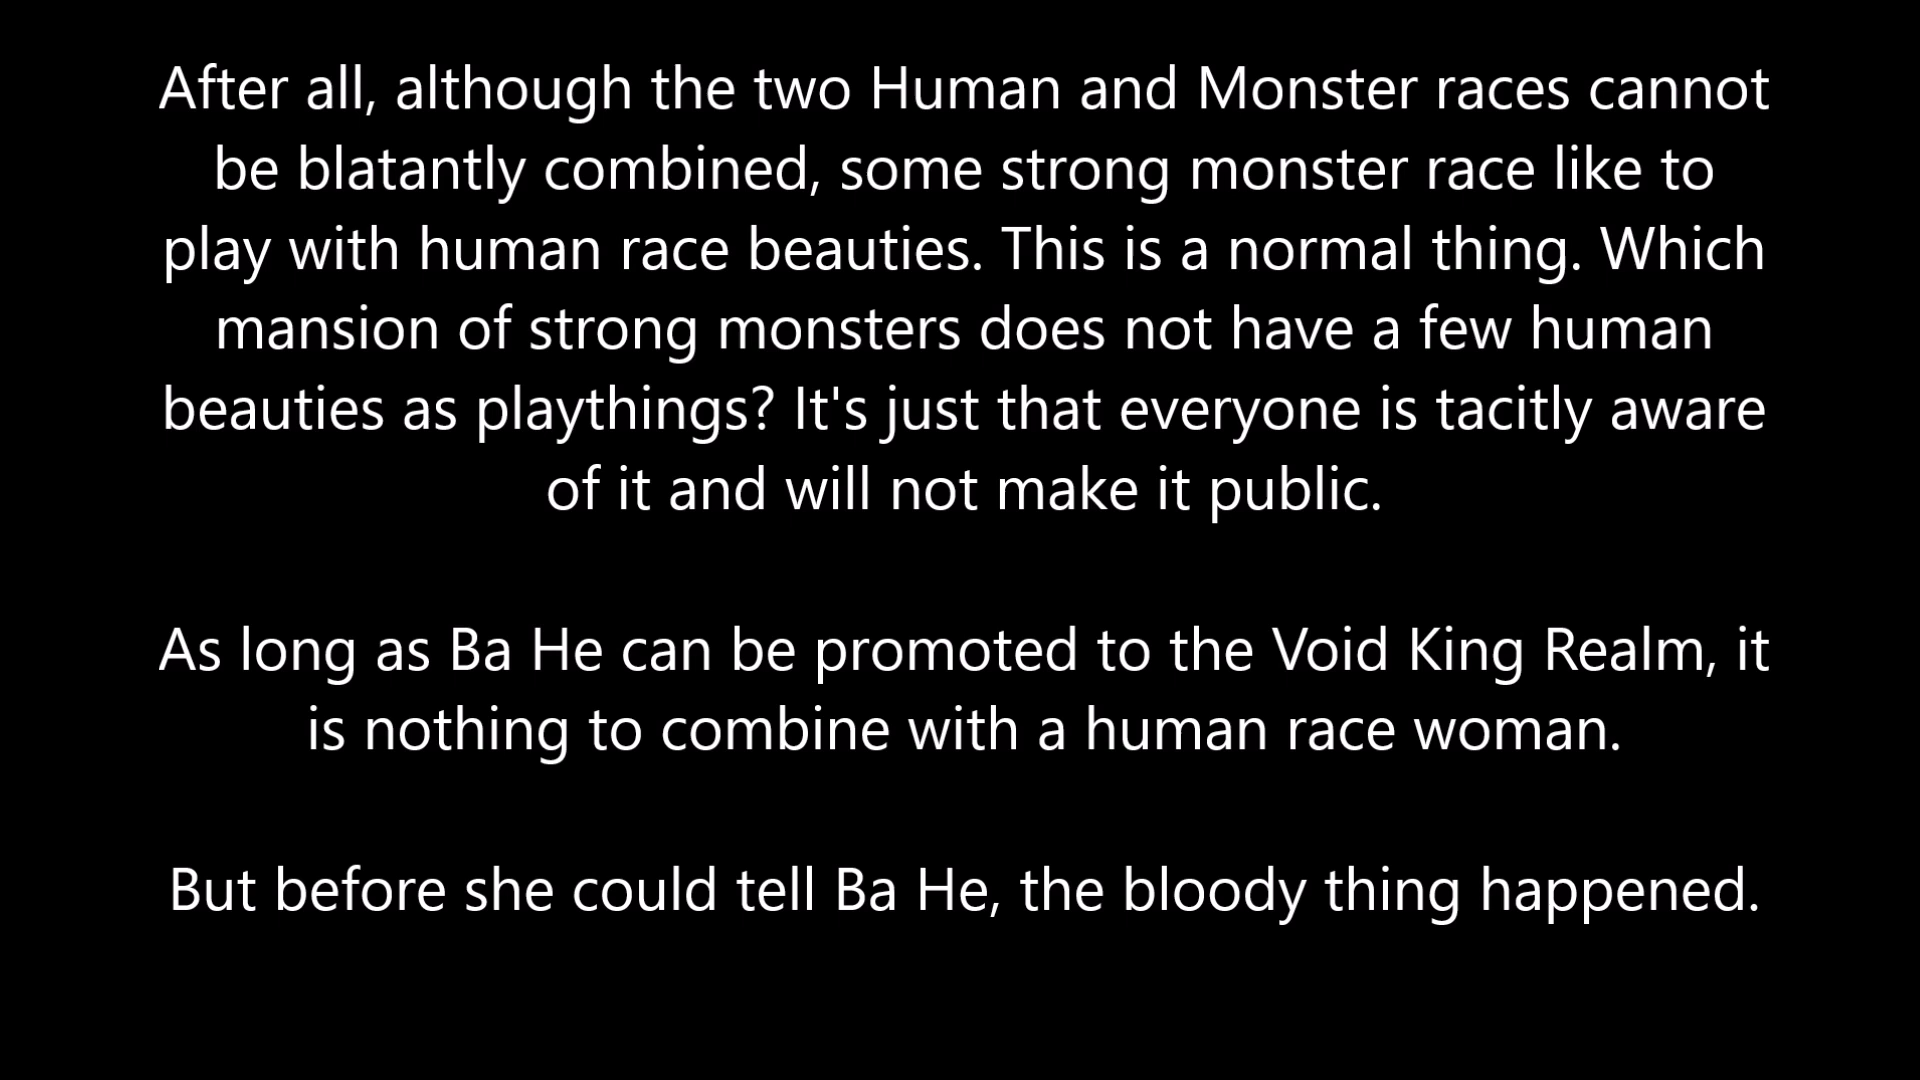 After all, although the two Human and Monster races cannot
be blatantly combined, some strong monster race like to
play with human race beauties. This is a normal thing. Which
mansion of strong monsters does not have a few human
beauties as playthings? It's just that everyone is tacitly aware
of it and will not make it public.
As long as Ba He can be promoted to the Void King Realm, it
is nothing to combine with a human race woman.
But before she could tell Ba He, the bloody thing happened.